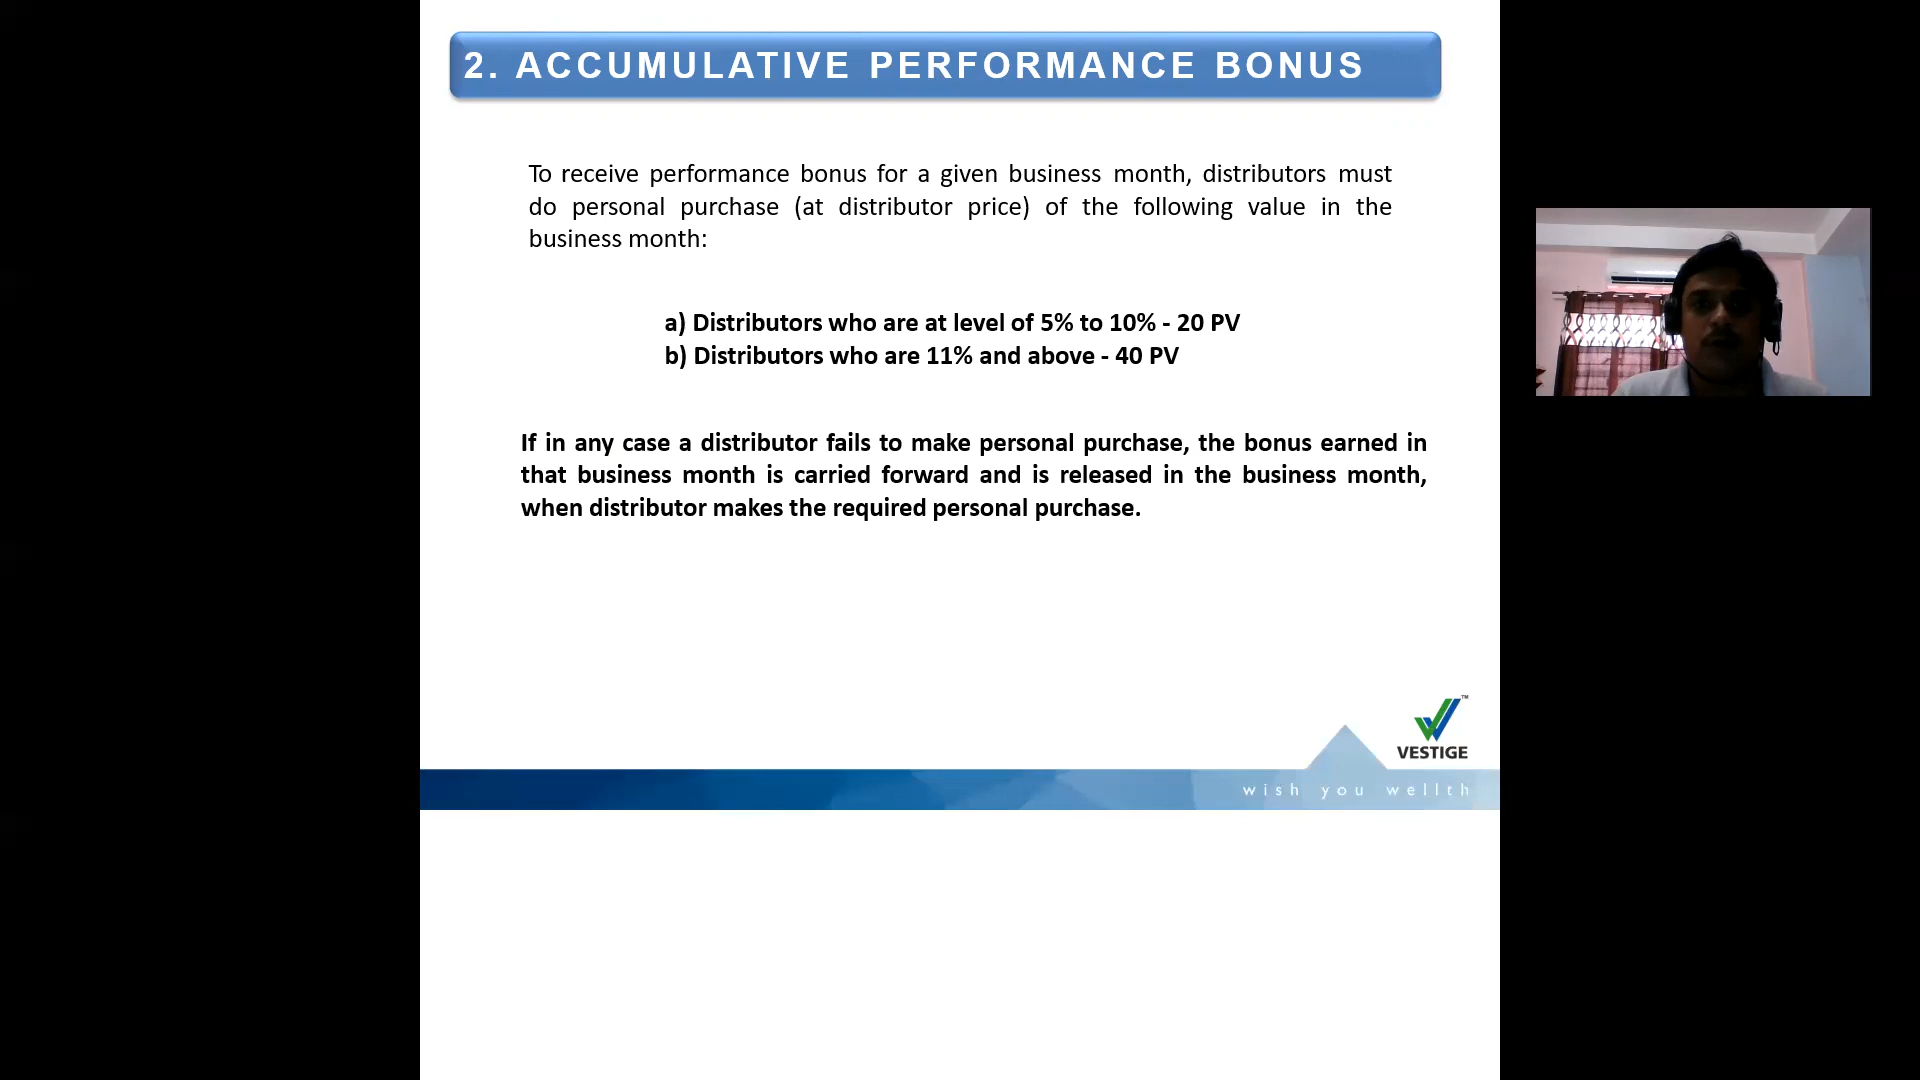 2. ACCUMULATIVE PERFORMANCE BONUS
To receive performance bonus for a given business month, distributors must
do personal purchase (at distributor price) of the following value in the
business month:
a) Distributors who are at level of 5% to 10% - 20 PV
b) Distributors who are 11% and above - 40 PV
If in any case a distributor fails to make personal purchase, the bonus earned in
that business month is carried forward and is released in the business month,
when distributor makes the required personal purchase.
TM
VESTIGE
wish you wellth